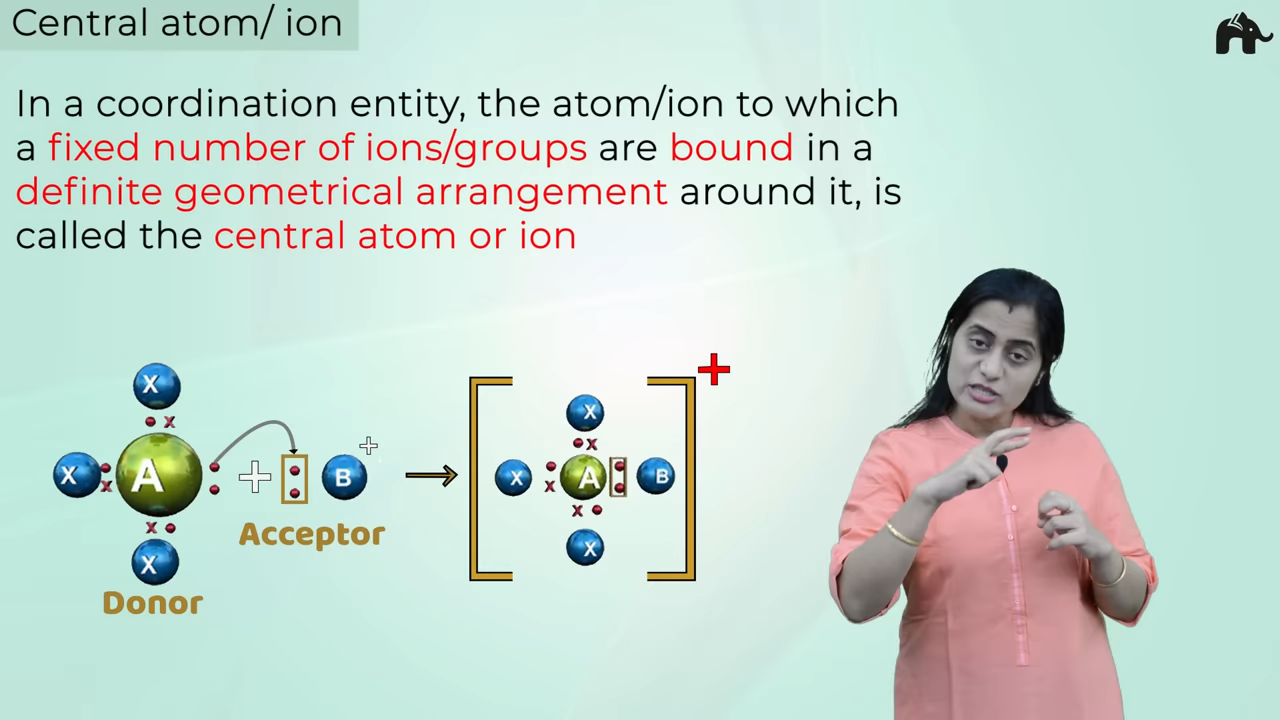 Central atom/ ion
In a coordination entity, the atom/ion to which
a fixed number of ions/groups are bound in a
definite geometrical arrangement around it, is
called the central atom or ion
X
X
A
X
+
B
+
Acceptor
Donor
+
X
X
A
B
X